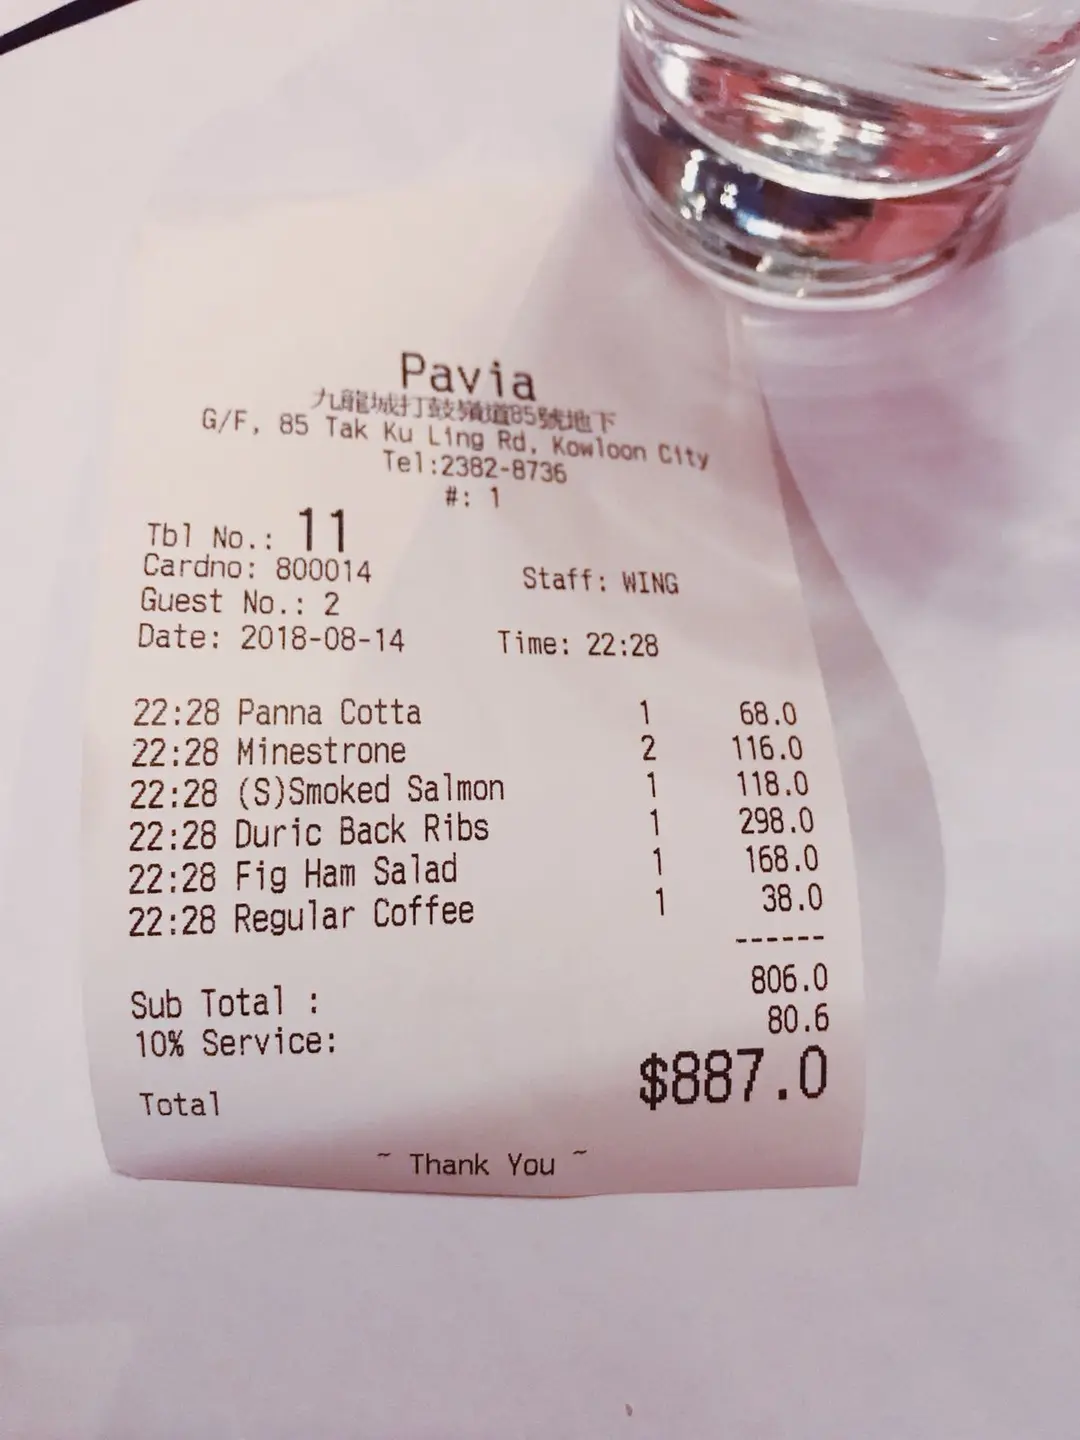 Pavia
九龍城打鼓嶺道85號地下
G/F, 85 Tak Ku Ling Rd, Kowloon City
Tel:2382-8736
#: 1
Tbl No.: 11
Cardno: 800014 Staff: WING
Guest No.: 2
Date: 2018-08-14 Time: 22:28
22:28 Panna Cotta 1 68.0
22:28 Minestrone 2 116.0
22:28 (S)Smoked Salmon 1 118.0
22:28 Duric Back Ribs 1 298.0
22:28 Fig Ham Salad 1 168.0
22:28 Regular Coffee 1 38.0
------
Sub Total : 806.0
10% Service: 80.6
Total $887.0
~ Thank You ~